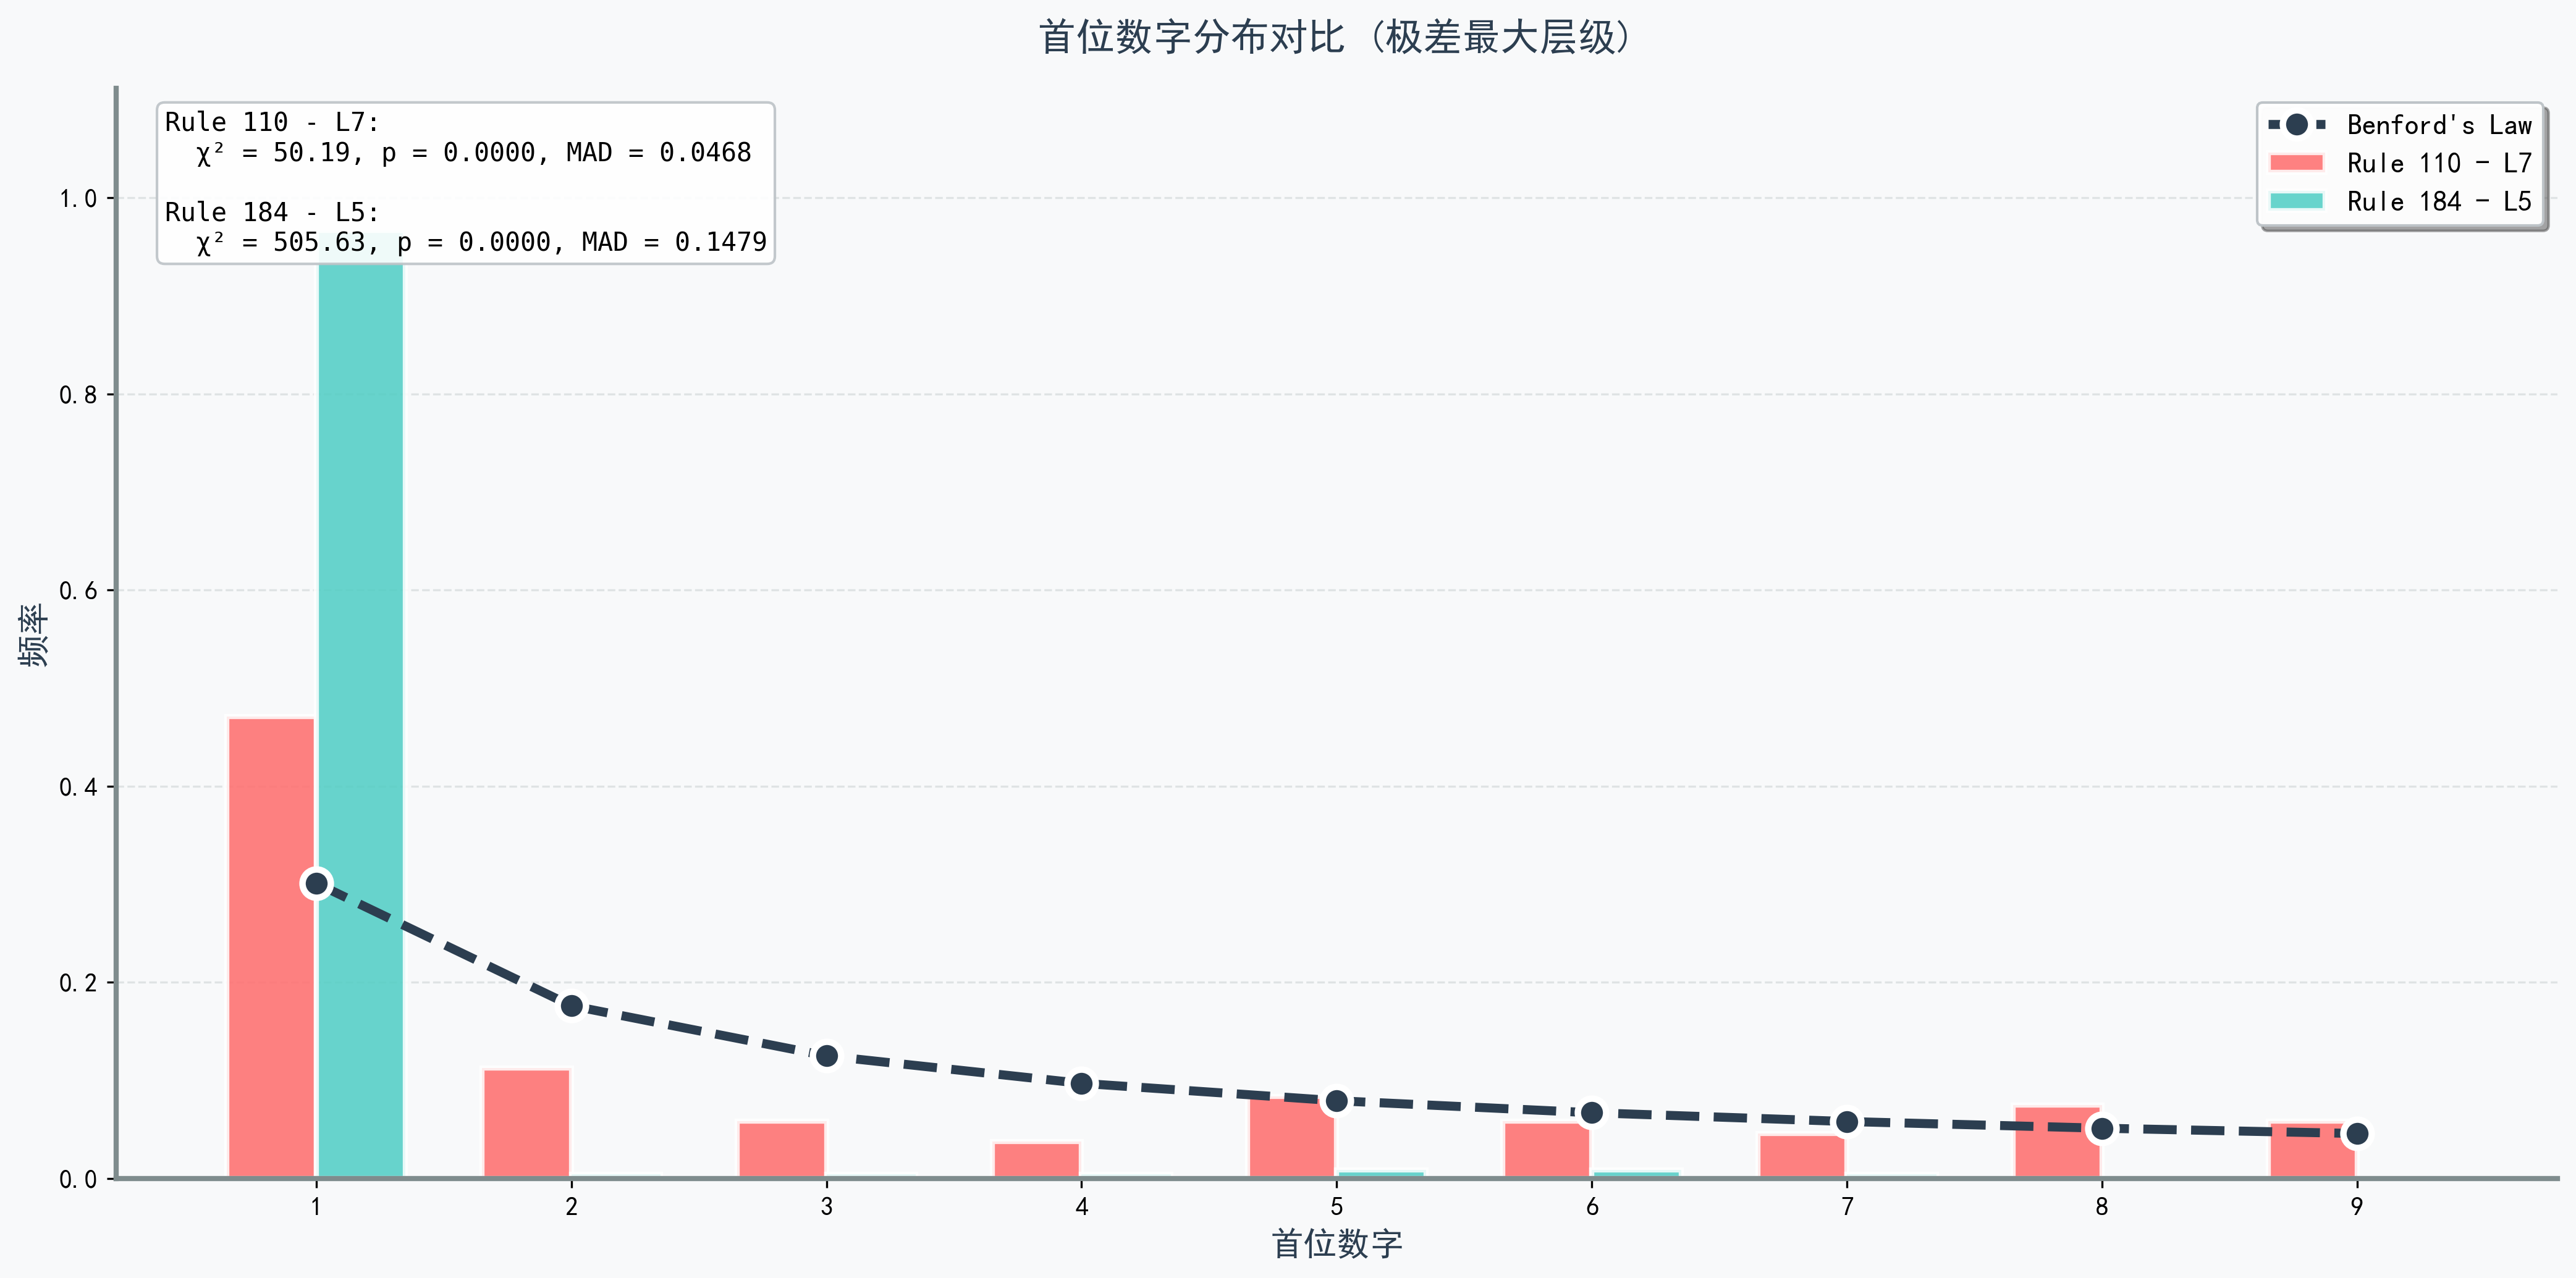 首位数字分布对比 (极差最大层级)
Rule 110 - L7:
χ² = 50.19, p = 0.0000, MAD = 0.0468
Rule 184 - L5:
χ² = 505.63, p = 0.0000, MAD = 0.1479
Benford's Law
Rule 110 - L7
Rule 184 - L5
频率
1.0
0.8
0.6
0.4
0.2
0.0
1 2 3 4 5 6 7 8 9
首位数字